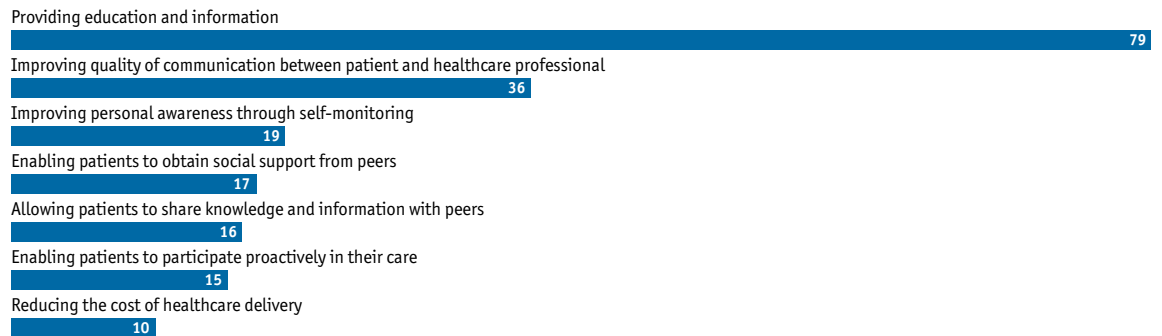 Providing education and information
79
Improving quality of communication between patient and healthcare professional
36
Improving personal awareness through self-monitoring
19
Enabling patients to obtain social support from peers
17
Allowing patients to share knowledge and information with peers
16
Enabling patients to participate proactively in their care
15
Reducing the cost of healthcare delivery
10